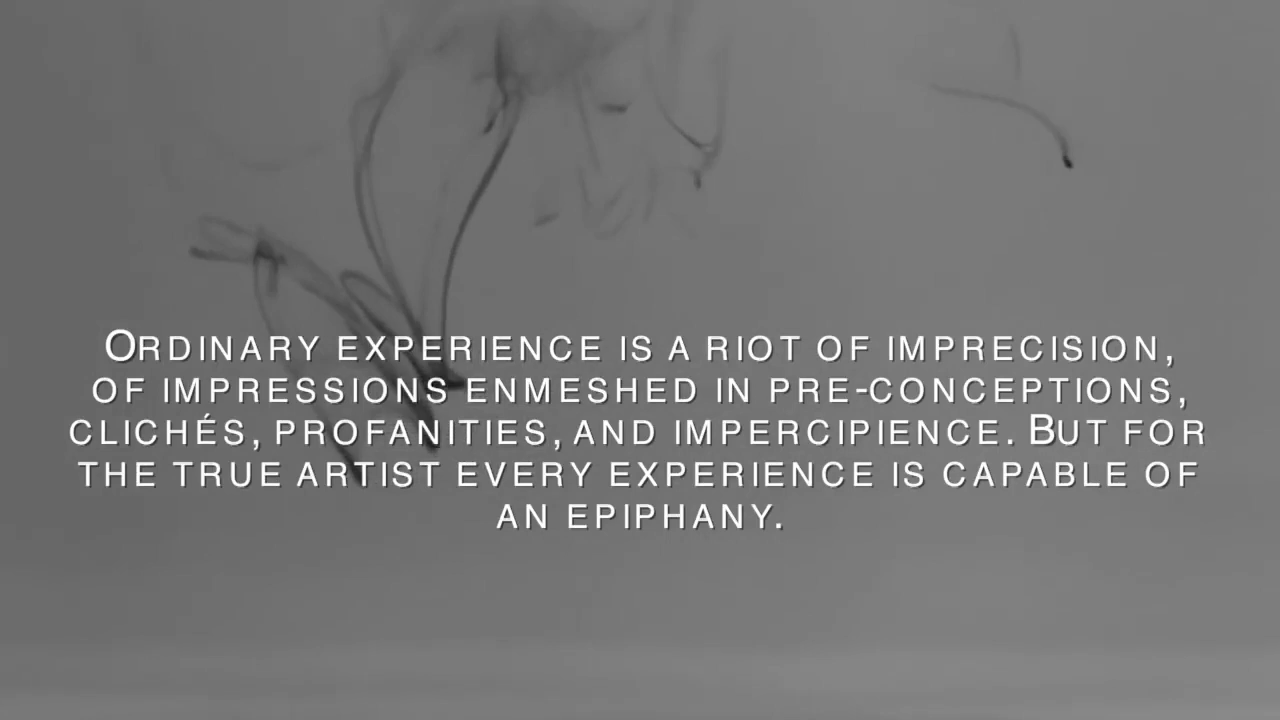 Ordinary experience is a riot of imprecision,
of impressions enmeshed in pre-conceptions,
clichés, profanities, and impercipience. But for
the true artist every experience is capable of
an epiphany.